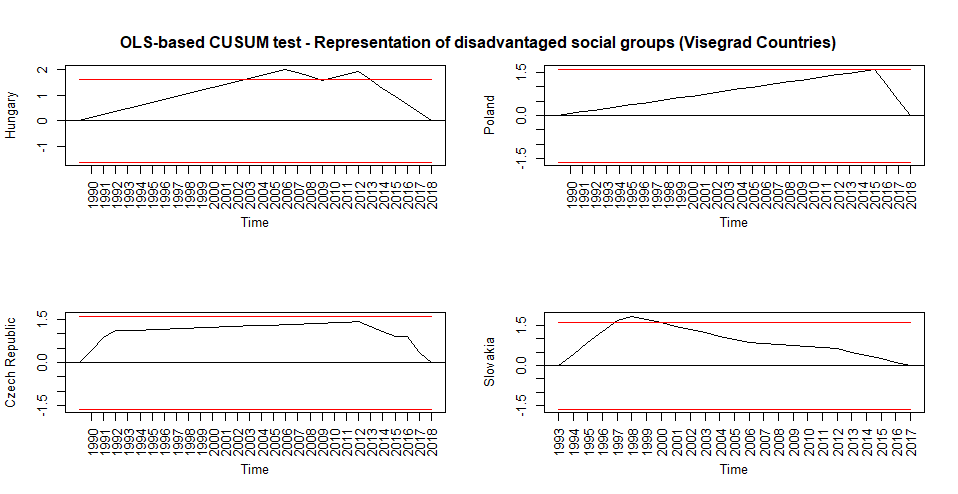 OLS-based CUSUM test - Representation of disadvantaged social groups (Visegrad Countries)
Hungary
2
1
0
-1
1990 1991 1992 1993 1994 1995 1996 1997 1998 1999 2000 2001 2002 2003 2004 2005 2006 2007 2008 2009 2010 2011 2012 2013 2014 2015 2016 2017 2018
Time
Poland
1.5
0.0
-1.5
1990 1991 1992 1993 1994 1995 1996 1997 1998 1999 2000 2001 2002 2003 2004 2005 2006 2007 2008 2009 2010 2011 2012 2013 2014 2015 2016 2017 2018
Time
Czech Republic
1.5
0.0
-1.5
1990 1991 1992 1993 1994 1995 1996 1997 1998 1999 2000 2001 2002 2003 2004 2005 2006 2007 2008 2009 2010 2011 2012 2013 2014 2015 2016 2017 2018
Time
Slovakia
1.5
0.0
-1.5
1993 1994 1995 1996 1997 1998 1999 2000 2001 2002 2003 2004 2005 2006 2007 2008 2009 2010 2011 2012 2013 2014 2015 2016 2017
Time